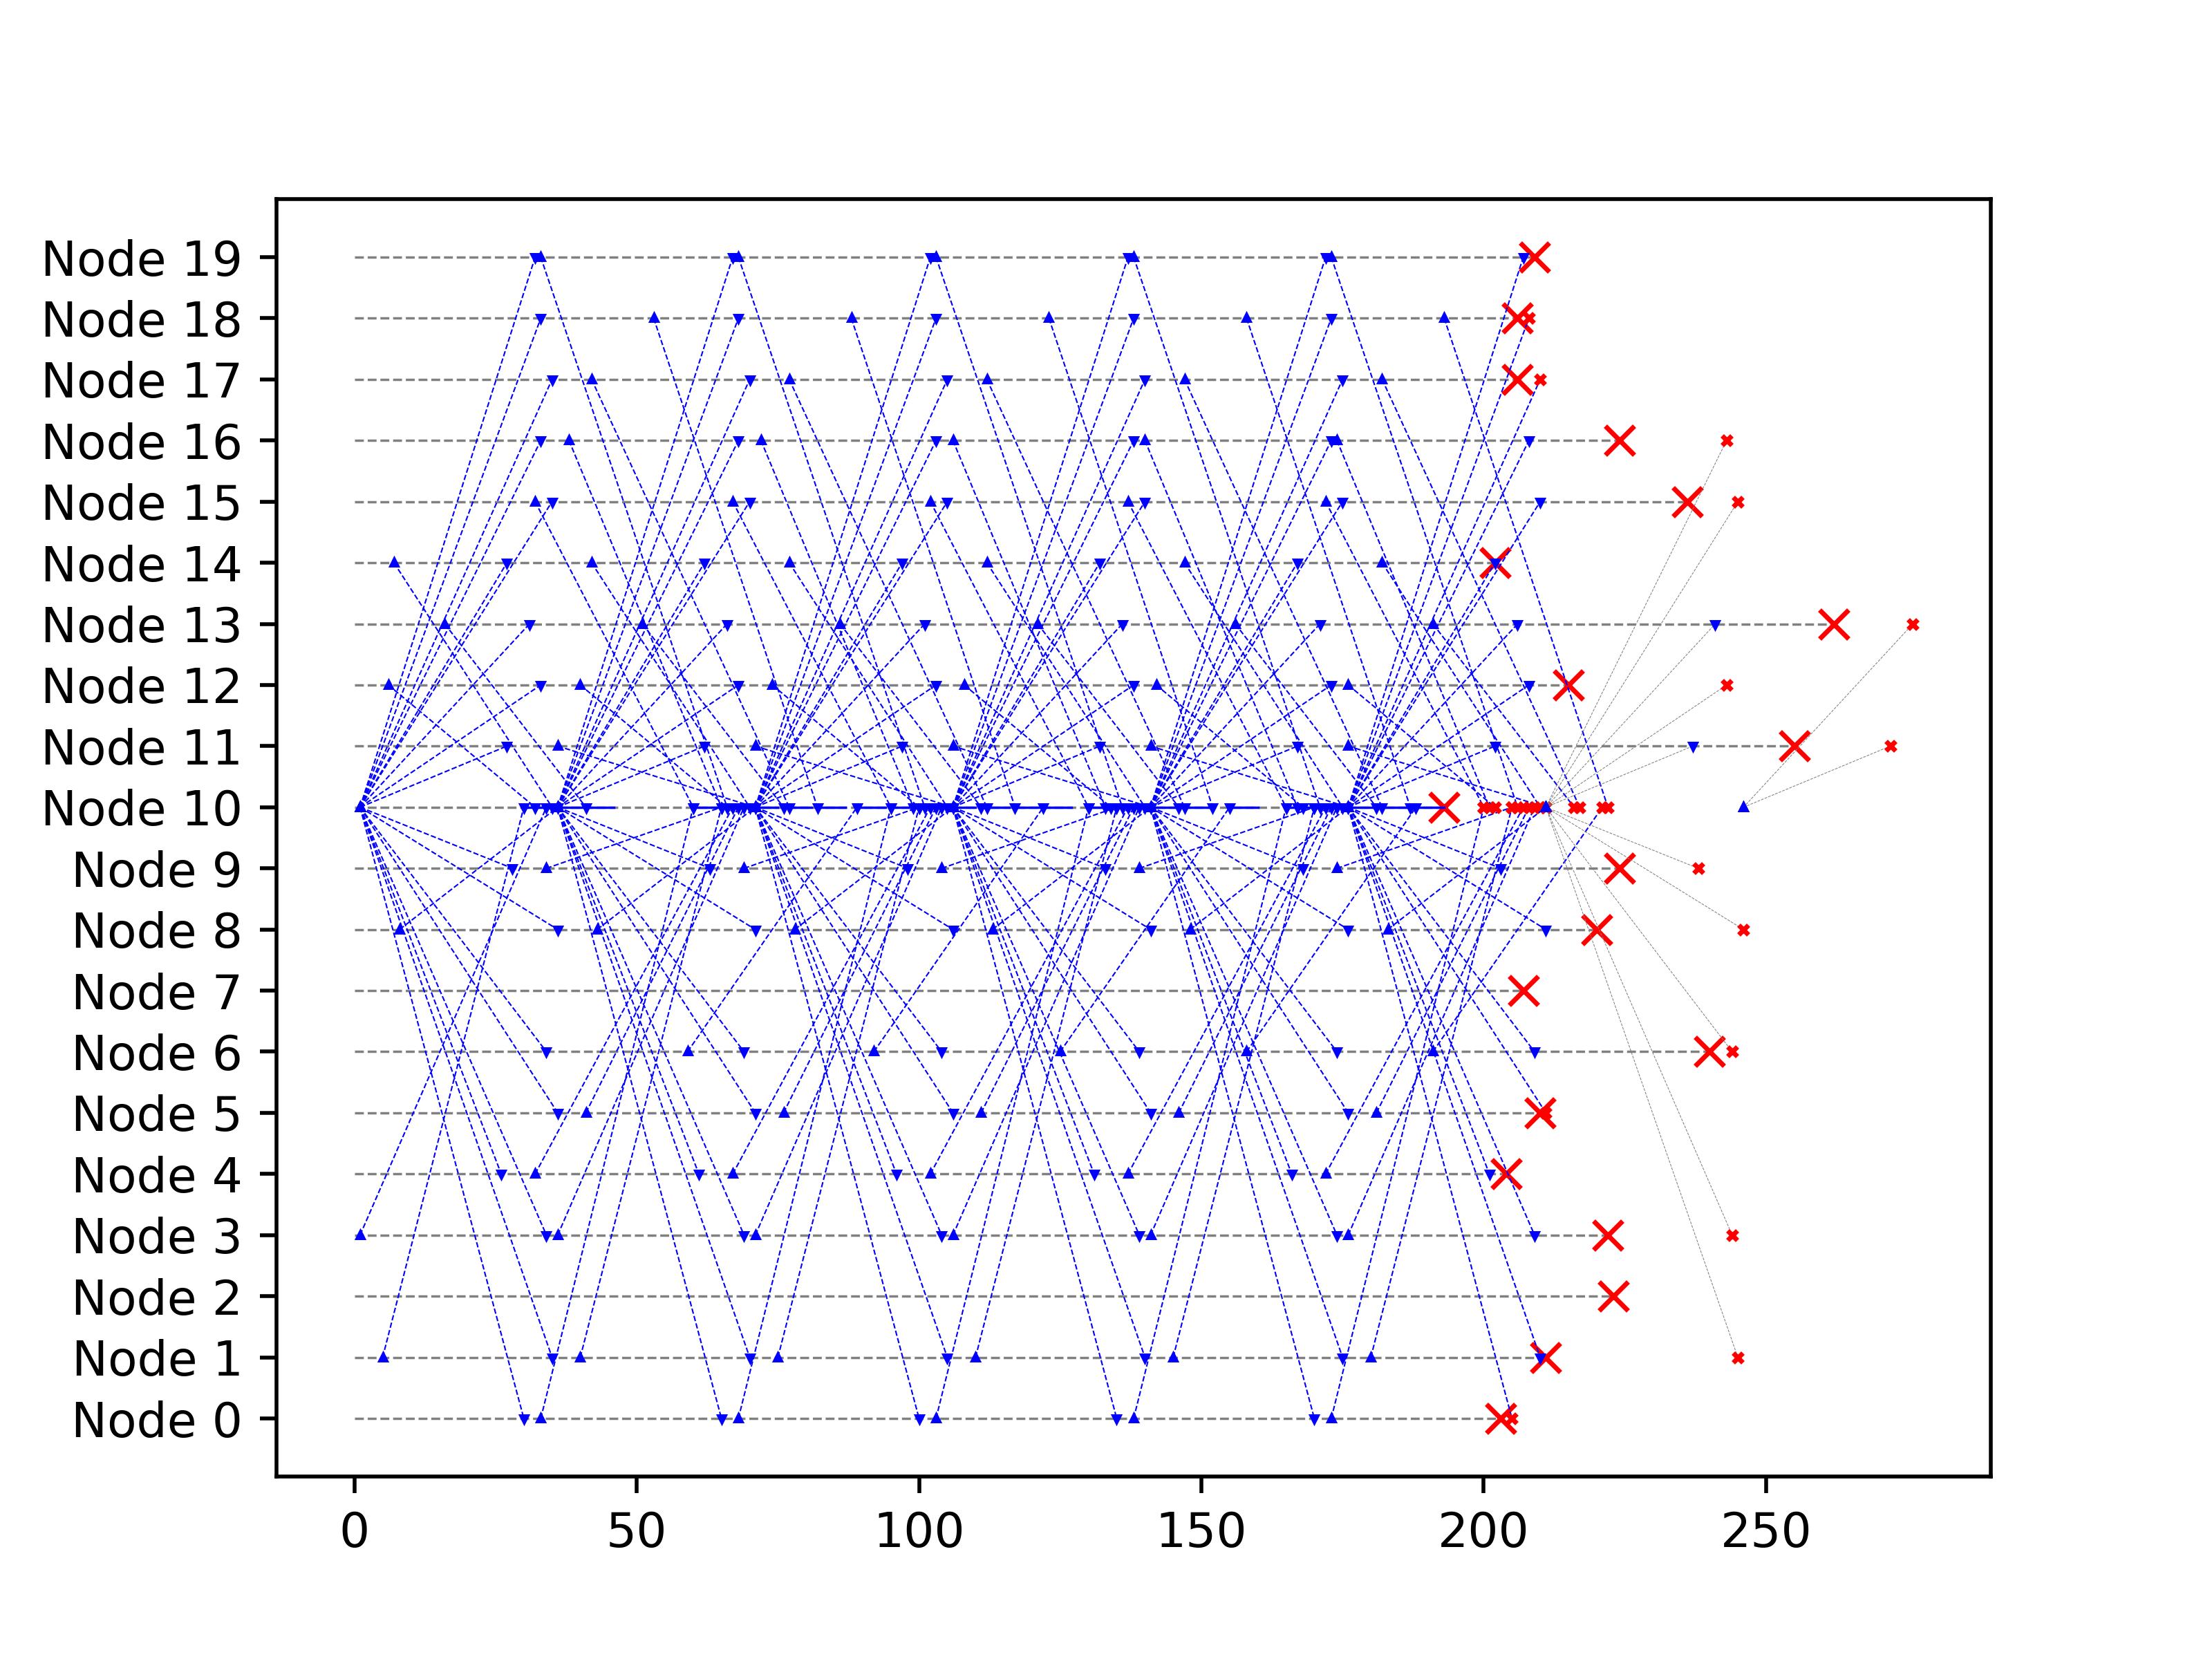 Node 19
Node 18
Node 17
Node 16
Node 15
Node 14
Node 13
Node 12
Node 11
Node 10
Node 9
Node 8
Node 7
Node 6
Node 5
Node 4
Node 3
Node 2
Node 1
Node 0
0 50 100 150 200 250